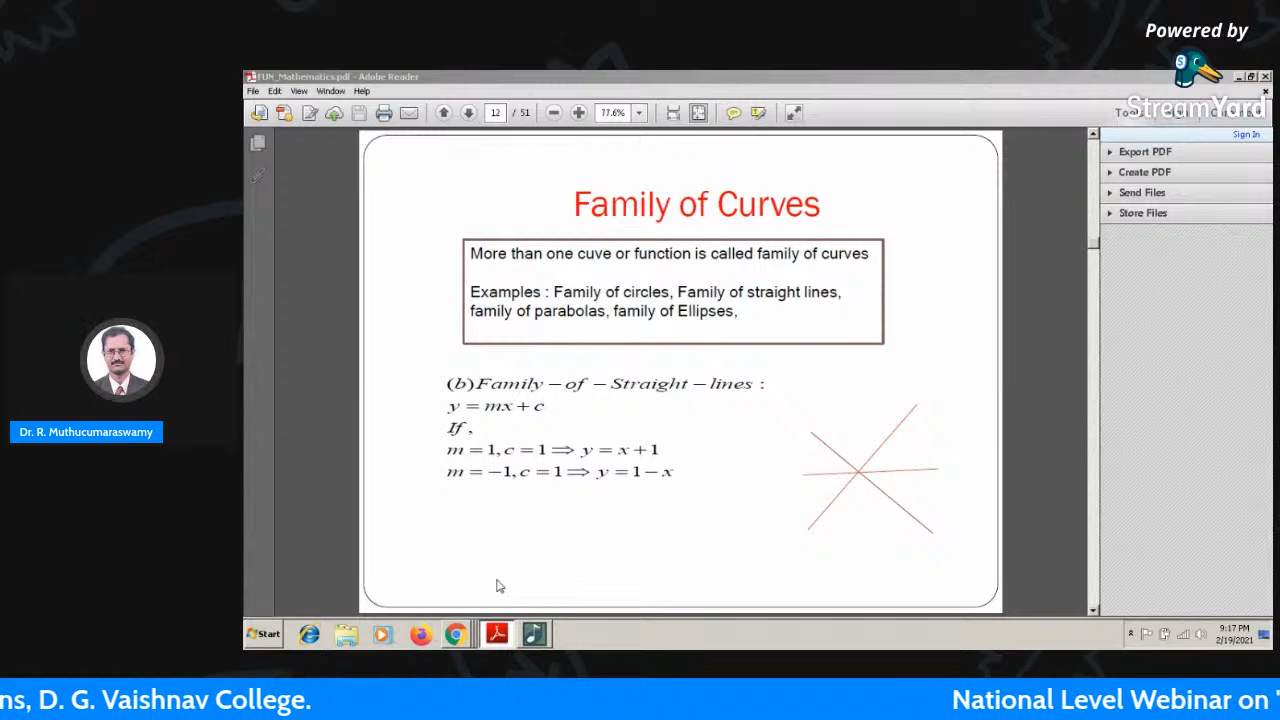 Powered by
StreamYard
FUN_Mathematics.pdf - Adobe Reader
File Edit View Window Help
12 / 51 77.6%
Sign In
Export PDF
Create PDF
Send Files
Store Files
Family of Curves
More than one cuve or function is called family of curves
Examples : Family of circles, Family of straight lines,
family of parabolas, family of Ellipses,
(b)Family – of – Straight – lines :
y = mx + c
If ,
m = 1, c = 1 ⟹ y = x + 1
m = −1, c = 1 ⟹ y = 1 − x
Dr. R. Muthucumaraswamy
Start
9:17 PM
2/19/2021
ns, D. G. Vaishnav College.
National Level Webinar on